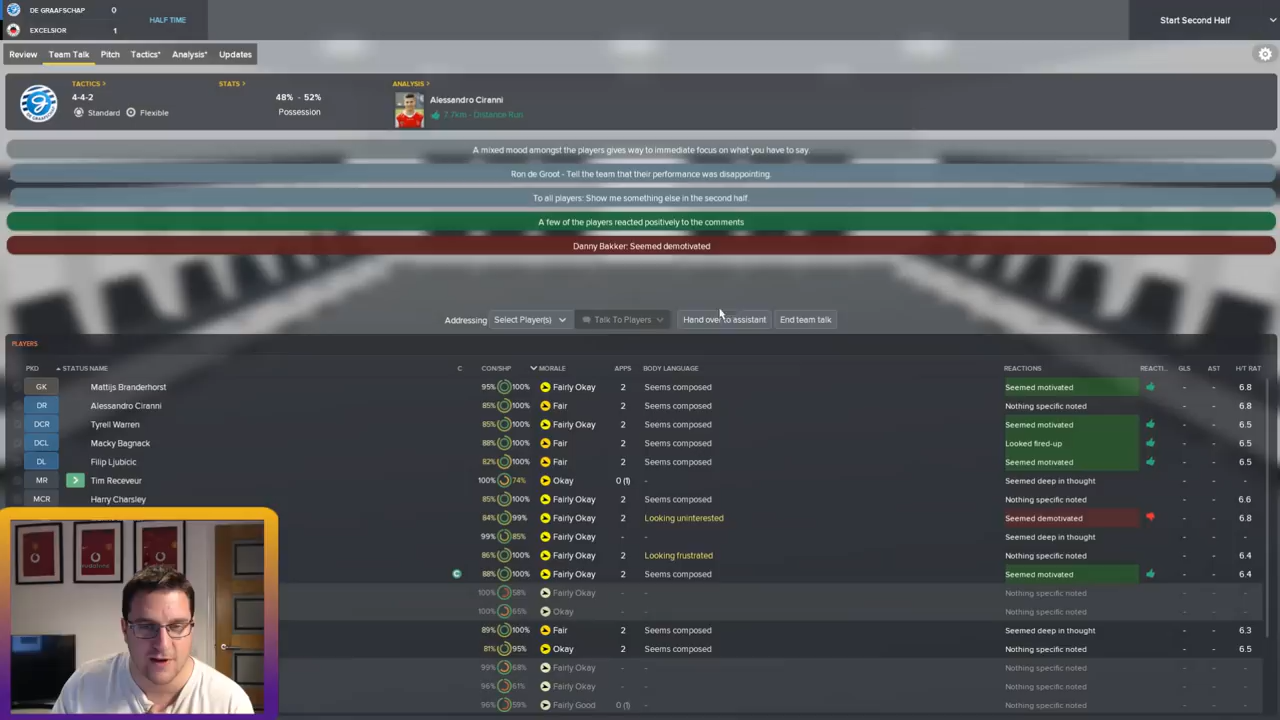 DE GRAAFSCHAP 0
EXCELSIOR 1
HALF TIME
Start Second Half
Review Team Talk Pitch Tactics* Analysis* Updates
TACTICS > STATS > ANALYSIS >
4-4-2 48% - 52% Alessandro Ciranni
Standard Flexible Possession 7.7km - Distance Run
A mixed mood amongst the players gives way to immediate focus on what you have to say.
Ron de Groot - Tell the team that their performance was disappointing.
To all players: Show me something else in the second half
A few of the players reacted positively to the comments
Danny Bakker: Seemed demotivated
Addressing Select Player(s) Talk To Players Hand over to assistant End team talk
PLAYERS
PKD STATUS NAME C CON/SHP MORALE APPS BODY LANGUAGE REACTIONS REACTI... GLS AST H/T RAT
GK Mattijs Branderhorst 95% 100% Fairly Okay 2 Seems composed Seemed motivated - - 6.8
DR Alessandro Ciranni 85% 100% Fair 2 Seems composed Nothing specific noted - - 6.8
DCR Tyrell Warren 85% 100% Fairly Okay 2 Seems composed Seemed motivated - - 6.5
DCL Macky Bagnack 88% 100% Fair 2 Seems composed Looked fired-up - - 6.5
DL Filip Ljubicic 82% 100% Fair 2 Seems composed Seemed motivated - - 6.5
MR Tim Receveur 100% 74% Okay 0 (1) - Seemed deep in thought - - -
MCR Harry Charsley 85% 100% Fairly Okay 2 Seems composed Nothing specific noted - - 6.6
84% 99% Fairly Okay 2 Looking uninterested Seemed demotivated - - 6.8
99% 85% Fairly Okay - - Seemed deep in thought - - -
86% 100% Fairly Okay 2 Looking frustrated Nothing specific noted - - 6.4
C 88% 100% Fairly Okay 2 Seems composed Seemed motivated - - 6.4
100% 58% Fairly Okay - - Nothing specific noted - - -
100% 65% Okay - - Nothing specific noted - - -
89% 100% Fair 2 Seems composed Seemed deep in thought - - 6.3
81% 95% Okay 2 Seems composed Nothing specific noted - - 6.5
99% 68% Fairly Okay - - Nothing specific noted - - -
96% 61% Fairly Okay - - Nothing specific noted - - -
96% 59% Fairly Good 0 (1) - Nothing specific noted - - -